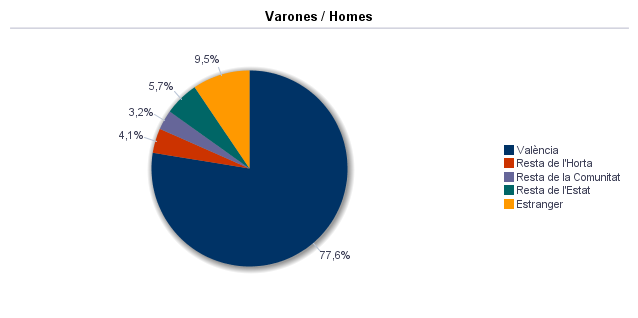 Varones / Homes
9,5%
5,7%
3,2%
4,1%
77,6%
València
Resta de l'Horta
Resta de la Comunitat
Resta de l'Estat
Estranger